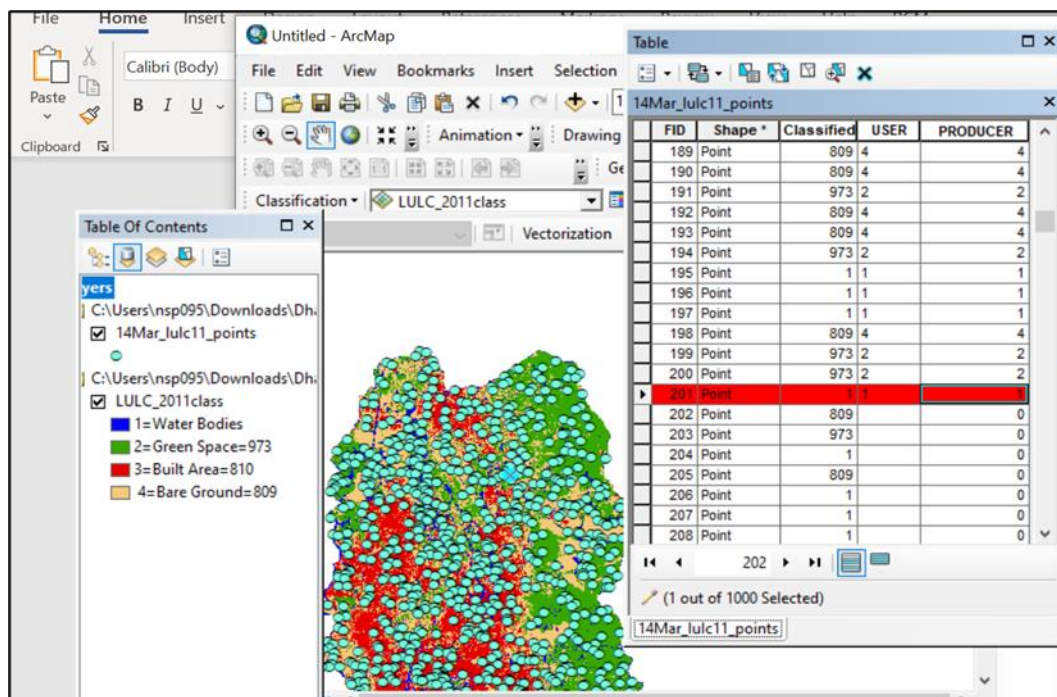 File Home Insert
Paste
Clipboard
Calibri (Body)
B I U
Untitled - ArcMap
File Edit View Bookmarks Insert Selection
Animation Drawing
Ge
Classification LULC_2011class
Vectorization
Table Of Contents
yers
C:\Users\nsp095\Downloads\Dha
14Mar_lulc11_points
C:\Users\nsp095\Downloads\Dha
LULC_2011class
1=Water Bodies
2=Green Space=973
3=Built Area=810
4=Bare Ground=809
Table
14Mar_lulc11_points
FID Shape * Classified USER PRODUCER
189 Point 809 4 4
190 Point 809 4 4
191 Point 973 2 2
192 Point 809 4 4
193 Point 809 4 4
194 Point 973 2 2
195 Point 1 1 1
196 Point 1 1 1
197 Point 1 1 1
198 Point 809 4 4
199 Point 973 2 2
200 Point 973 2 2
201 Point 1 1 1
202 Point 809 0
203 Point 973 0
204 Point 1 0
205 Point 809 0
206 Point 1 0
207 Point 1 0
208 Point 1 0
202
(1 out of 1000 Selected)
14Mar_lulc11_points